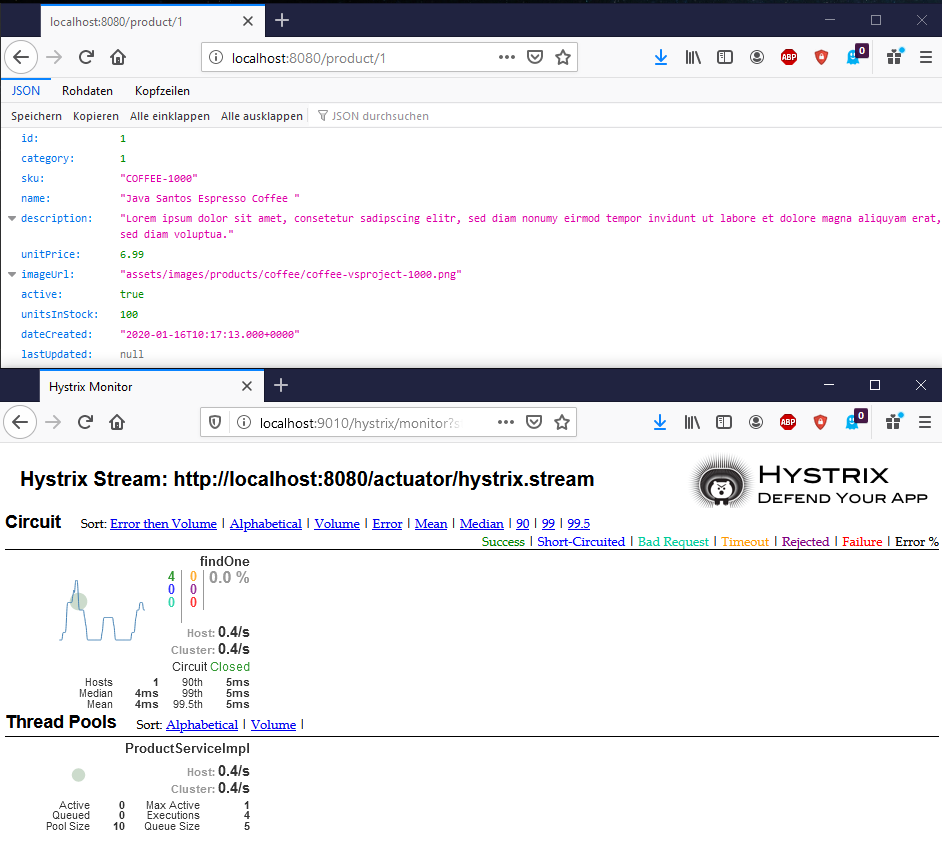 localhost:8080/product/1
localhost:8080/product/1
ABP
0
JSON Rohdaten Kopfzeilen
Speichern Kopieren Alle einklappen Alle ausklappen JSON durchsuchen
id: 1
category: 1
sku: "COFFEE-1000"
name: "Java Santos Espresso Coffee "
description: "Lorem ipsum dolor sit amet, consetetur sadipscing elitr, sed diam nonumy eirmod tempor invidunt ut labore et dolore magna aliquyam erat,
sed diam voluptua."
unitPrice: 6.99
imageUrl: "assets/images/products/coffee/coffee-vsproject-1000.png"
active: true
unitsInStock: 100
dateCreated: "2020-01-16T10:17:13.000+0000"
lastUpdated: null
Hystrix Monitor
localhost:9010/hystrix/monitor?s
ABP
0
Hystrix Stream: http://localhost:8080/actuator/hystrix.stream
HYSTRIX
DEFEND YOUR APP
Circuit Sort: Error then Volume | Alphabetical | Volume | Error | Mean | Median | 90 | 99 | 99.5
Success | Short-Circuited | Bad Request | Timeout | Rejected | Failure | Error %
findOne
4 0 0.0 %
0 0
0 0
Host: 0.4/s
Cluster: 0.4/s
Circuit Closed
Hosts 1 90th 5ms
Median 4ms 99th 5ms
Mean 4ms 99.5th 5ms
Thread Pools Sort: Alphabetical | Volume |
ProductServiceImpl
Host: 0.4/s
Cluster: 0.4/s
Active 0 Max Active 1
Queued 0 Executions 4
Pool Size 10 Queue Size 5